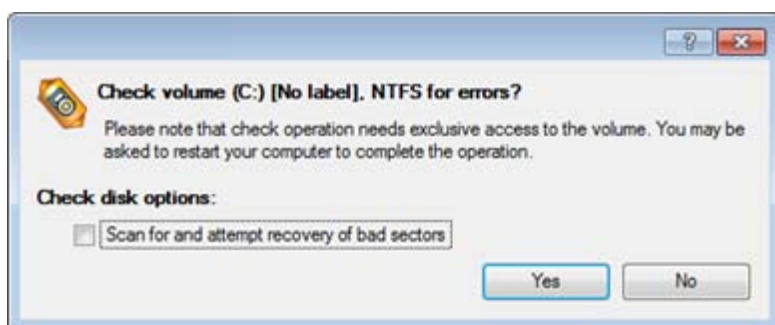 Check volume (C:) [No label], NTFS for errors?
Please note that check operation needs exclusive access to the volume. You may be
asked to restart your computer to complete the operation.
Check disk options:
Scan for and attempt recovery of bad sectors
Yes No